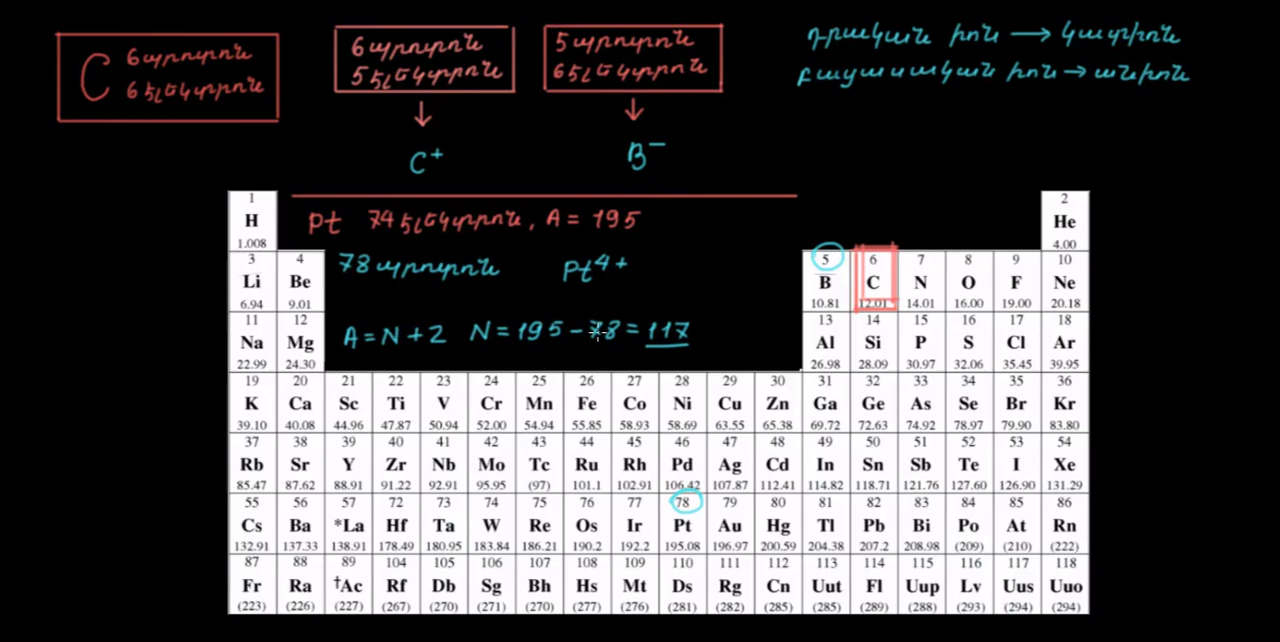 C
6 պրոտոն
6 էլեկտրոն
6 պրոտոն
5 էլեկտրոն
C+
5 պրոտոն
6 էլեկտրոն
B−
Դրական իոն → կատիոն
Բացասական իոն → անիոն
Pt 74 էլեկտրոն, A = 195
78 պրոտոն Pt4+
A = N + Z N = 195 − 78 = 117
1 2
H He
1.008 4.00
3 4 5 6 7 8 9 10
Li Be B C N O F Ne
6.94 9.01 10.81 12.01 14.01 16.00 19.00 20.18
11 12 13 14 15 16 17 18
Na Mg Al Si P S Cl Ar
22.99 24.30 26.98 28.09 30.97 32.06 35.45 39.95
19 20 21 22 23 24 25 26 27 28 29 30 31 32 33 34 35 36
K Ca Sc Ti V Cr Mn Fe Co Ni Cu Zn Ga Ge As Se Br Kr
39.10 40.08 44.96 47.87 50.94 52.00 54.94 55.85 58.93 58.69 63.55 65.38 69.72 72.63 74.92 78.97 79.90 83.80
37 38 39 40 41 42 43 44 45 46 47 48 49 50 51 52 53 54
Rb Sr Y Zr Nb Mo Tc Ru Rh Pd Ag Cd In Sn Sb Te I Xe
85.47 87.62 88.91 91.22 92.91 95.95 (97) 101.1 102.91 106.42 107.87 112.41 114.82 118.71 121.76 127.60 126.90 131.29
55 56 57 72 73 74 75 76 77 78 79 80 81 82 83 84 85 86
Cs Ba *La Hf Ta W Re Os Ir Pt Au Hg Tl Pb Bi Po At Rn
132.91 137.33 138.91 178.49 180.95 183.84 186.21 190.2 192.2 195.08 196.97 200.59 204.38 207.2 208.98 (209) (210) (222)
87 88 89 104 105 106 107 108 109 110 111 112 113 114 115 116 117 118
Fr Ra †Ac Rf Db Sg Bh Hs Mt Ds Rg Cn Uut Fl Uup Lv Uus Uuo
(223) (226) (227) (267) (270) (271) (270) (277) (276) (281) (282) (285) (285) (289) (288) (293) (294) (294)